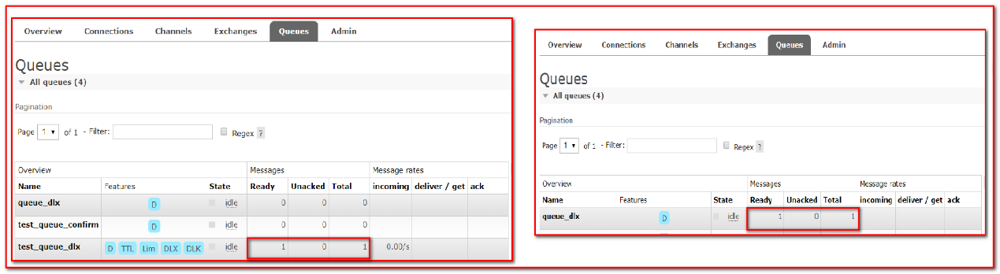 Overview Connections Channels Exchanges Queues Admin
Queues
All queues (4)
Pagination
Page 1 of 1 - Filter: Regex ?
Overview Messages Message rates
Name Features State Ready Unacked Total incoming deliver / get ack
queue_dlx D idle 0 0 0
test_queue_confirm D idle 0 0 0
test_queue_dlx D TTL Lim DLX DLK idle 1 0 1 0.00/s
Overview Connections Channels Exchanges Queues Admin
Queues
All queues (4)
Pagination
Page 1 of 1 - Filter: Regex ?
Overview Messages Message rates
Name Features State Ready Unacked Total incoming deliver / get ack
queue_dlx D idle 1 0 1